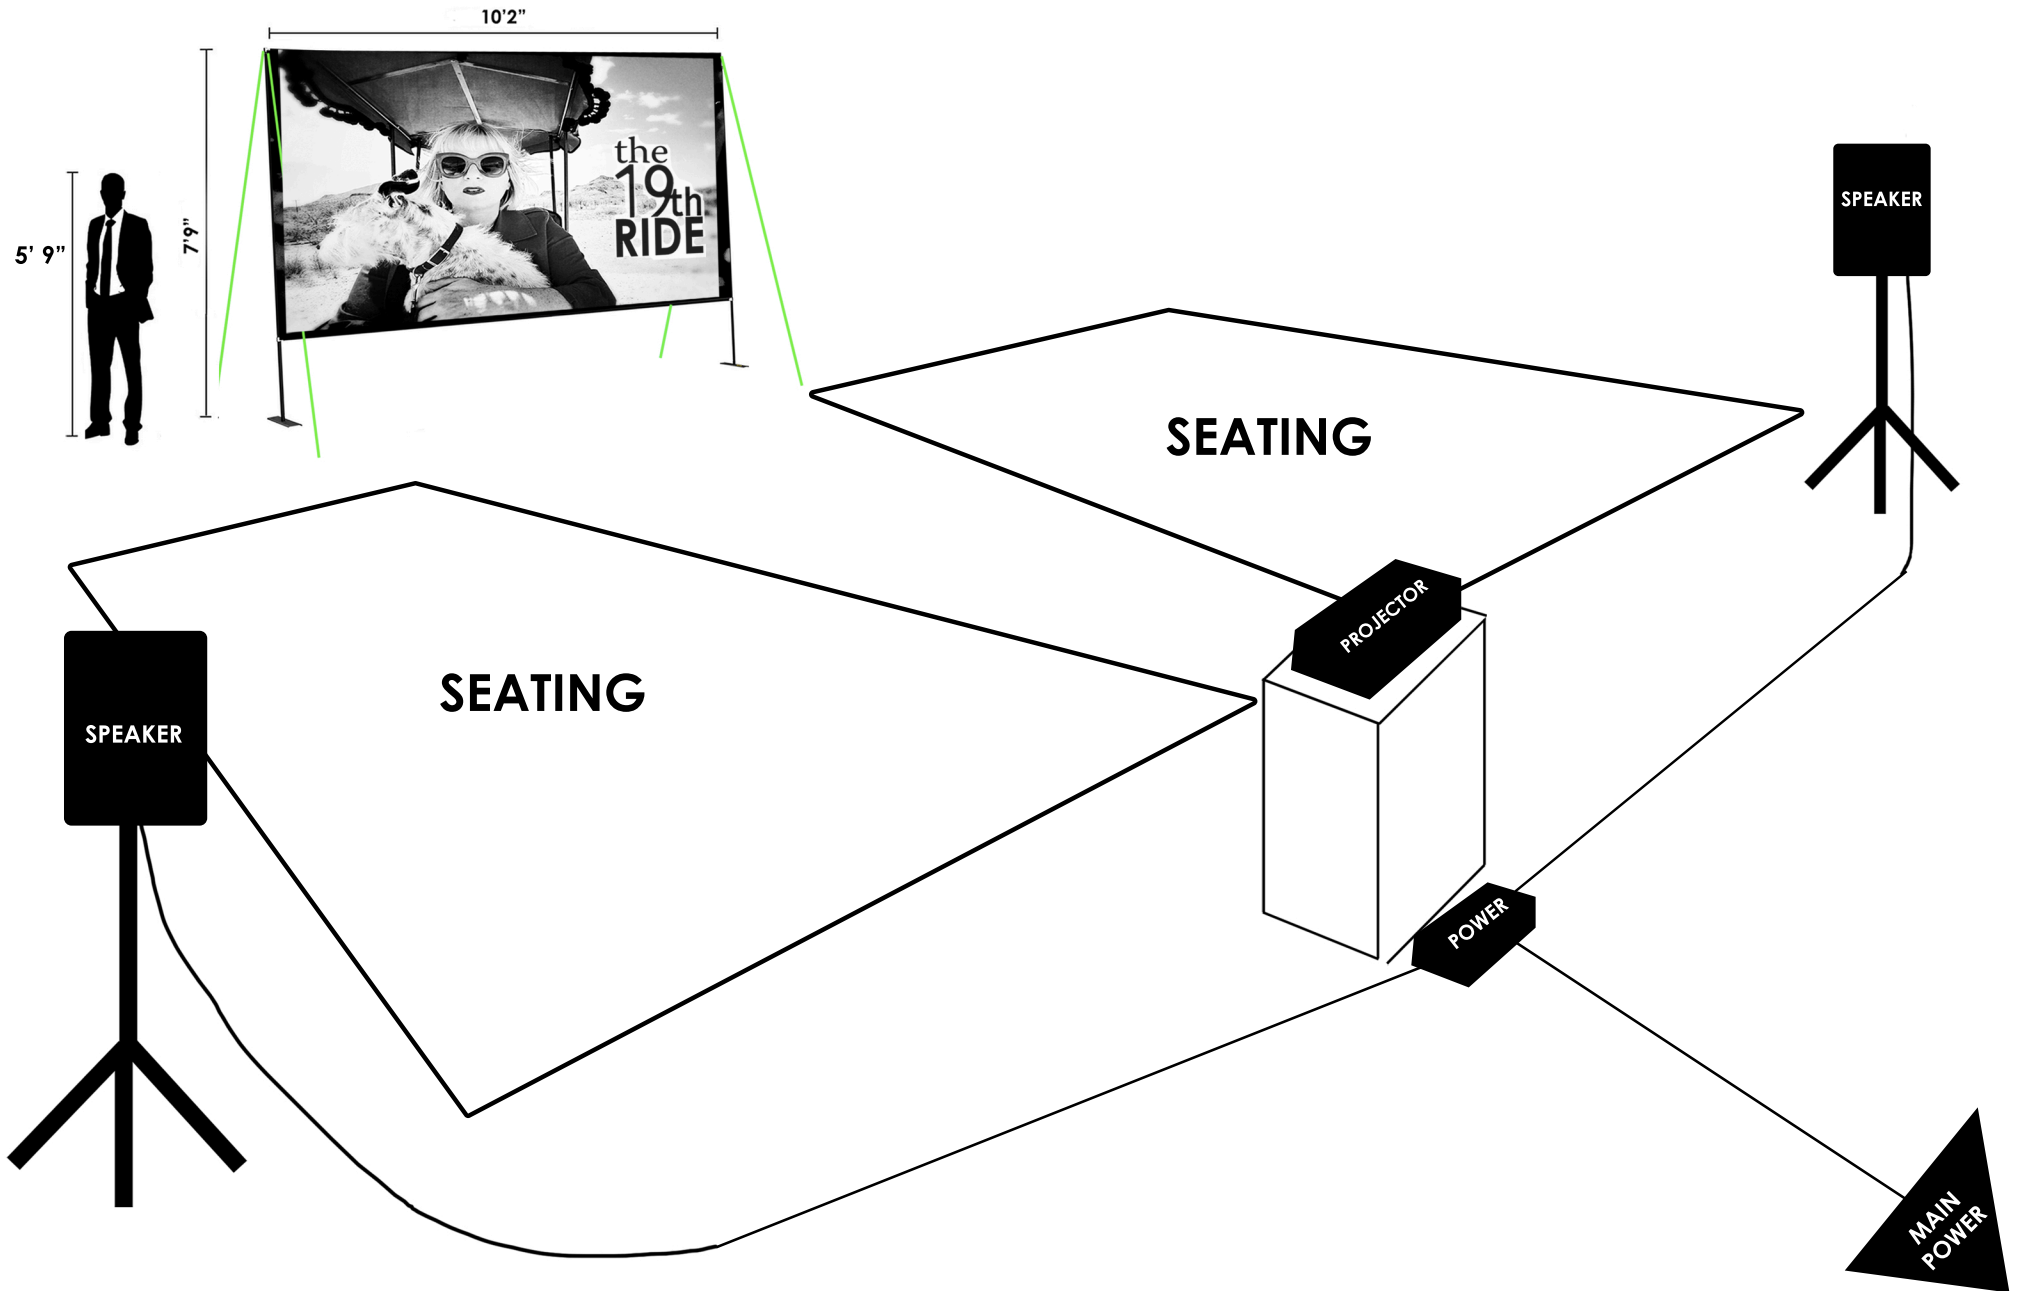 10'2"
5' 9"
7'9"
the
19th
RIDE
SPEAKER
SEATING
PROJECTOR
SEATING
SPEAKER
POWER
MAIN
POWER